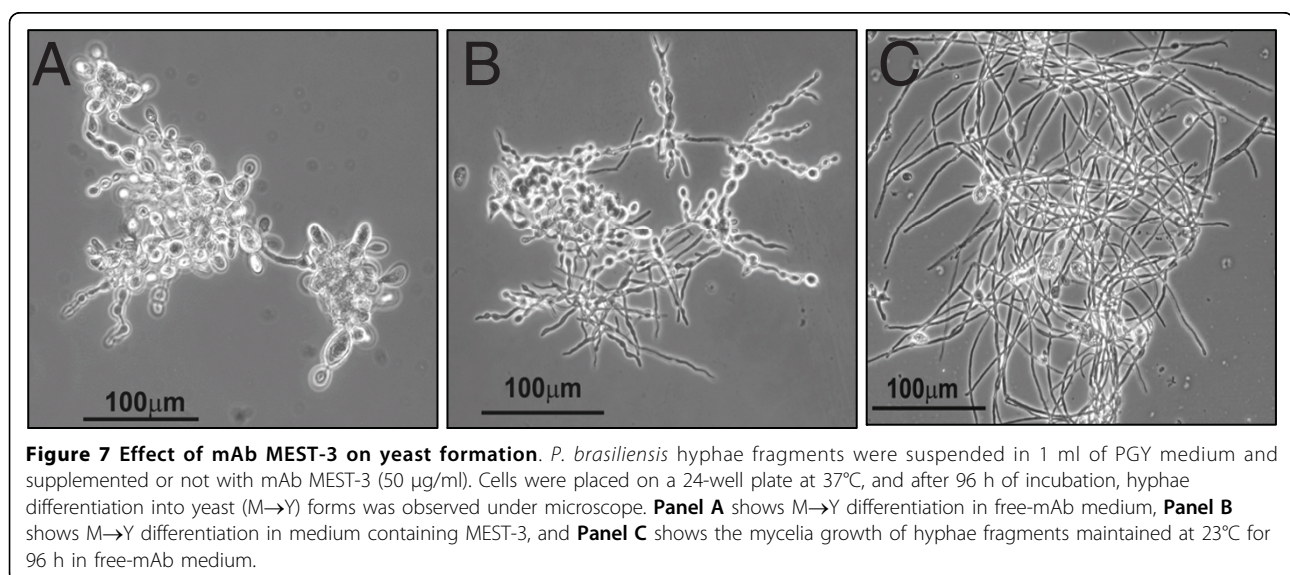 A B C
100µm 100µm 100µm
Figure 7 Effect of mAb MEST-3 on yeast formation. P. brasiliensis hyphae fragments were suspended in 1 ml of PGY medium and
supplemented or not with mAb MEST-3 (50 µg/ml). Cells were placed on a 24-well plate at 37°C, and after 96 h of incubation, hyphae
differentiation into yeast (M→Y) forms was observed under microscope. Panel A shows M→Y differentiation in free-mAb medium, Panel B
shows M→Y differentiation in medium containing MEST-3, and Panel C shows the mycelia growth of hyphae fragments maintained at 23°C for
96 h in free-mAb medium.